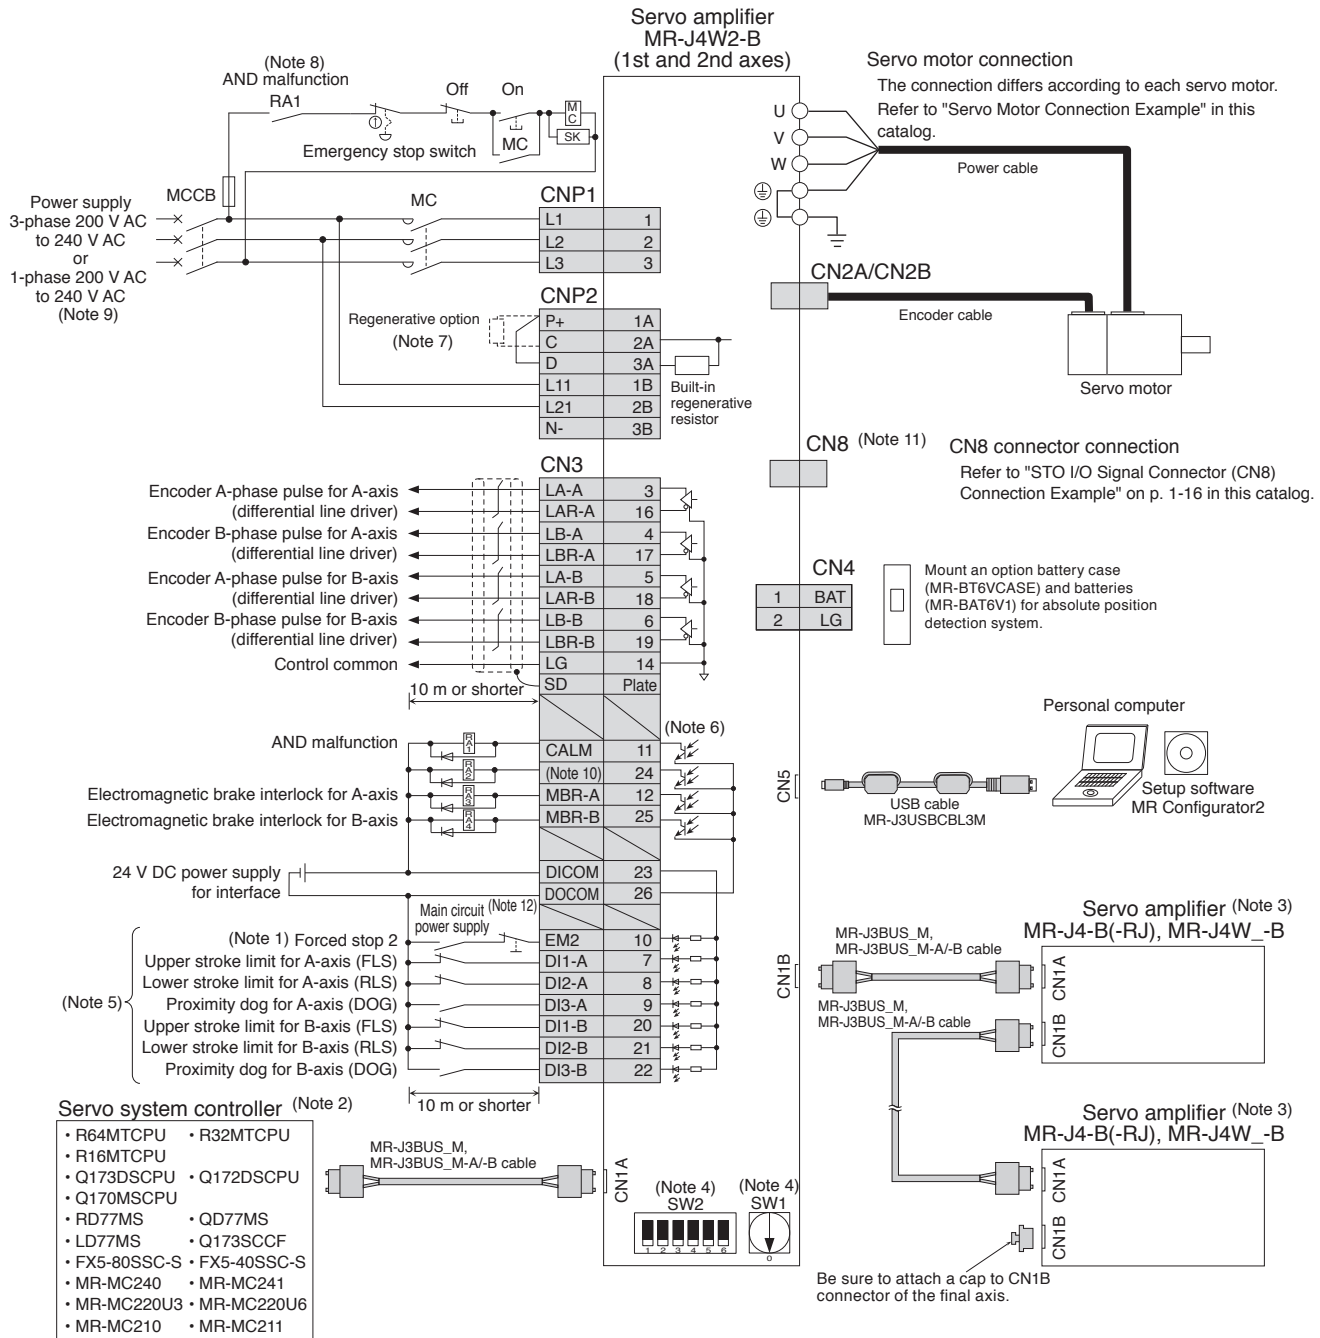 Servo amplifier
MR-J4W2-B
(1st and 2nd axes)
(Note 8)
AND malfunction
RA1
Off
On
MC
SK
MC
Emergency stop switch
Servo motor connection
The connection differs according to each servo motor.
Refer to "Servo Motor Connection Example" in this
catalog.
U
V
W
Power cable
Power supply
3-phase 200 V AC
to 240 V AC
or
1-phase 200 V AC
to 240 V AC
(Note 9)
MCCB
MC
CNP1
L1 1
L2 2
L3 3
CN2A/CN2B
Encoder cable
Servo motor
CNP2
Regenerative option
(Note 7)
P+ 1A
C 2A
D 3A
L11 1B
L21 2B
N- 3B
Built-in
regenerative
resistor
CN8 (Note 11)
CN8 connector connection
Refer to "STO I/O Signal Connector (CN8)
Connection Example" on p. 1-16 in this catalog.
CN3
Encoder A-phase pulse for A-axis
(differential line driver)
Encoder B-phase pulse for A-axis
(differential line driver)
Encoder A-phase pulse for B-axis
(differential line driver)
Encoder B-phase pulse for B-axis
(differential line driver)
Control common
LA-A 3
LAR-A 16
LB-A 4
LBR-A 17
LA-B 5
LAR-B 18
LB-B 6
LBR-B 19
LG 14
SD Plate
10 m or shorter
CN4
1 BAT
2 LG
Mount an option battery case
(MR-BT6VCASE) and batteries
(MR-BAT6V1) for absolute position
detection system.
(Note 6)
AND malfunction
RA1
CALM 11
RA2
(Note 10) 24
Electromagnetic brake interlock for A-axis
RA3
MBR-A 12
Electromagnetic brake interlock for B-axis
RA4
MBR-B 25
24 V DC power supply
for interface
DICOM 23
DOCOM 26
CN5
USB cable
MR-J3USBCBL3M
Personal computer
Setup software
MR Configurator2
Main circuit
power supply
(Note 12)
(Note 5)
(Note 1) Forced stop 2
EM2 10
Upper stroke limit for A-axis (FLS)
DI1-A 7
Lower stroke limit for A-axis (RLS)
DI2-A 8
Proximity dog for A-axis (DOG)
DI3-A 9
Upper stroke limit for B-axis (FLS)
DI1-B 20
Lower stroke limit for B-axis (RLS)
DI2-B 21
Proximity dog for B-axis (DOG)
DI3-B 22
10 m or shorter
CN1B
MR-J3BUS_M,
MR-J3BUS_M-A/-B cable
MR-J3BUS_M,
MR-J3BUS_M-A/-B cable
Servo amplifier (Note 3)
MR-J4-B(-RJ), MR-J4W_-B
CN1A
CN1B
Servo amplifier (Note 3)
MR-J4-B(-RJ), MR-J4W_-B
CN1A
CN1B
Be sure to attach a cap to CN1B
connector of the final axis.
Servo system controller (Note 2)
• R64MTCPU • R32MTCPU
• R16MTCPU
• Q173DSCPU • Q172DSCPU
• Q170MSCPU
• RD77MS • QD77MS
• LD77MS • Q173SCCF
• FX5-80SSC-S • FX5-40SSC-S
• MR-MC240 • MR-MC241
• MR-MC220U3 • MR-MC220U6
• MR-MC210 • MR-MC211
MR-J3BUS_M,
MR-J3BUS_M-A/-B cable
CN1A
(Note 4)
SW2
1 2 3 4 5 6
(Note 4)
SW1
0